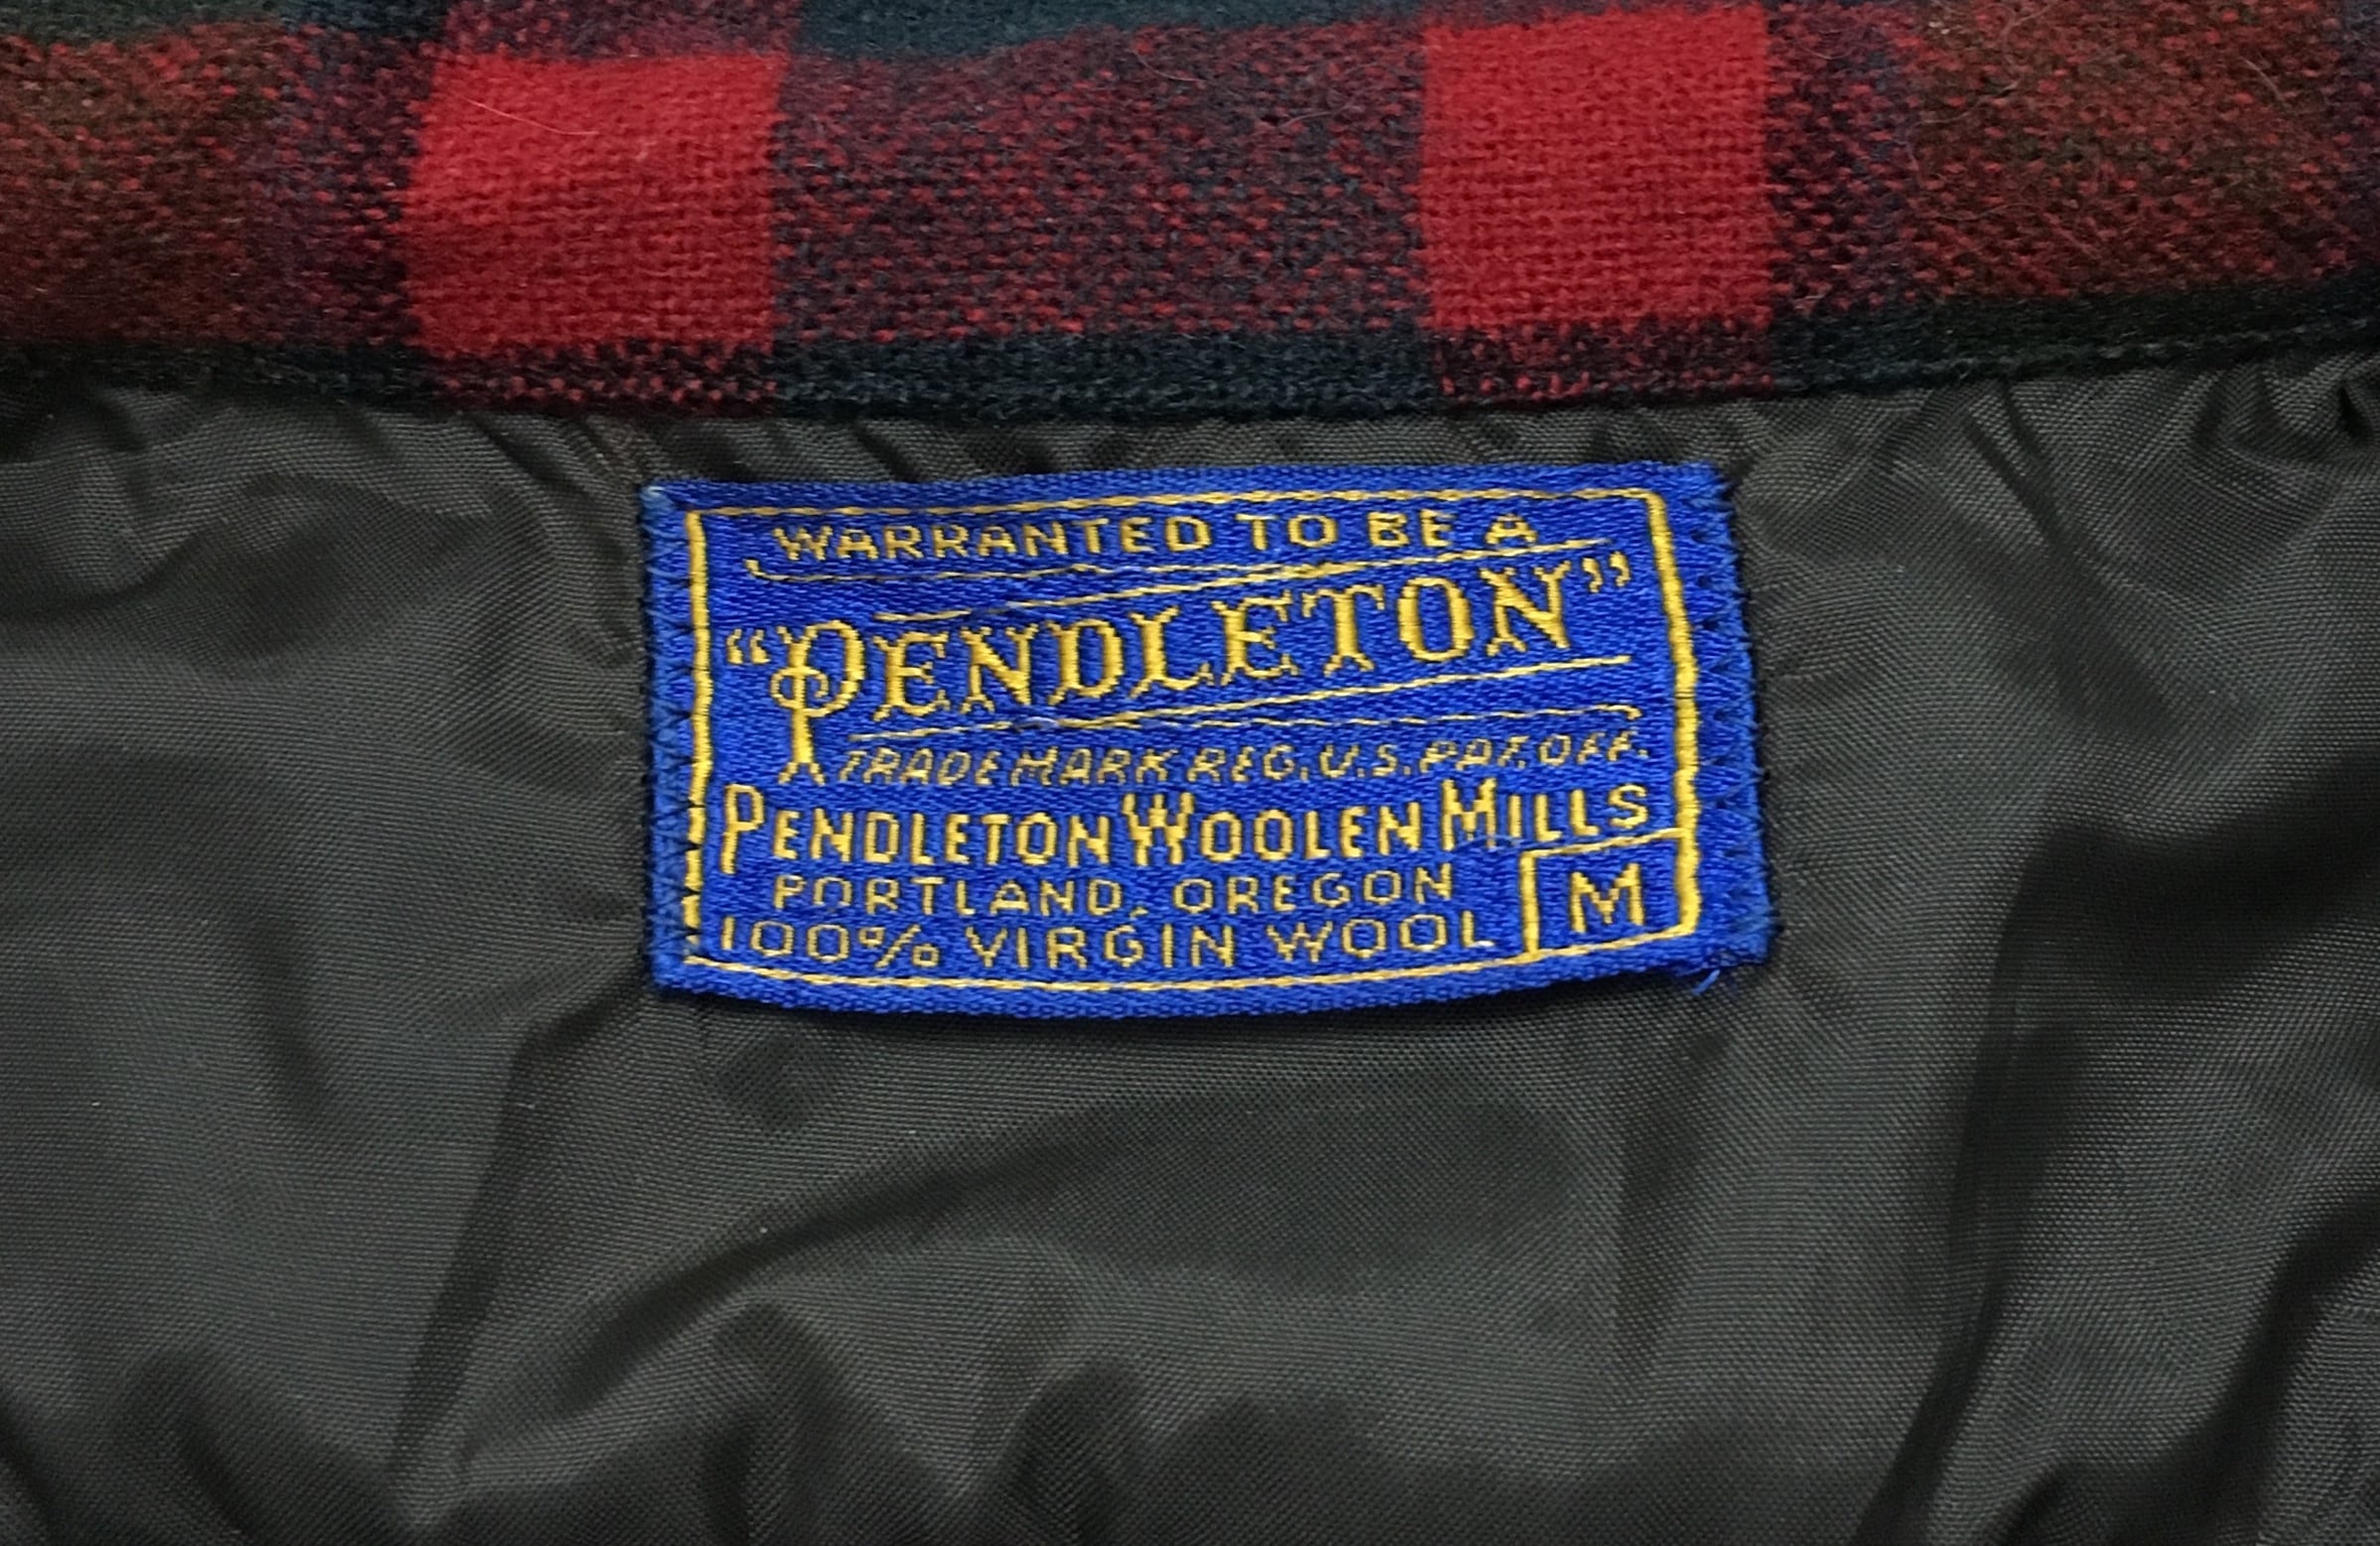 WARRANTED TO BE A
“PENDLETON”
TRADE MARK REG. U.S. PAT. OFF.
PENDLETON WOOLEN MILLS
PORTLAND, OREGON
100% VIRGIN WOOL M